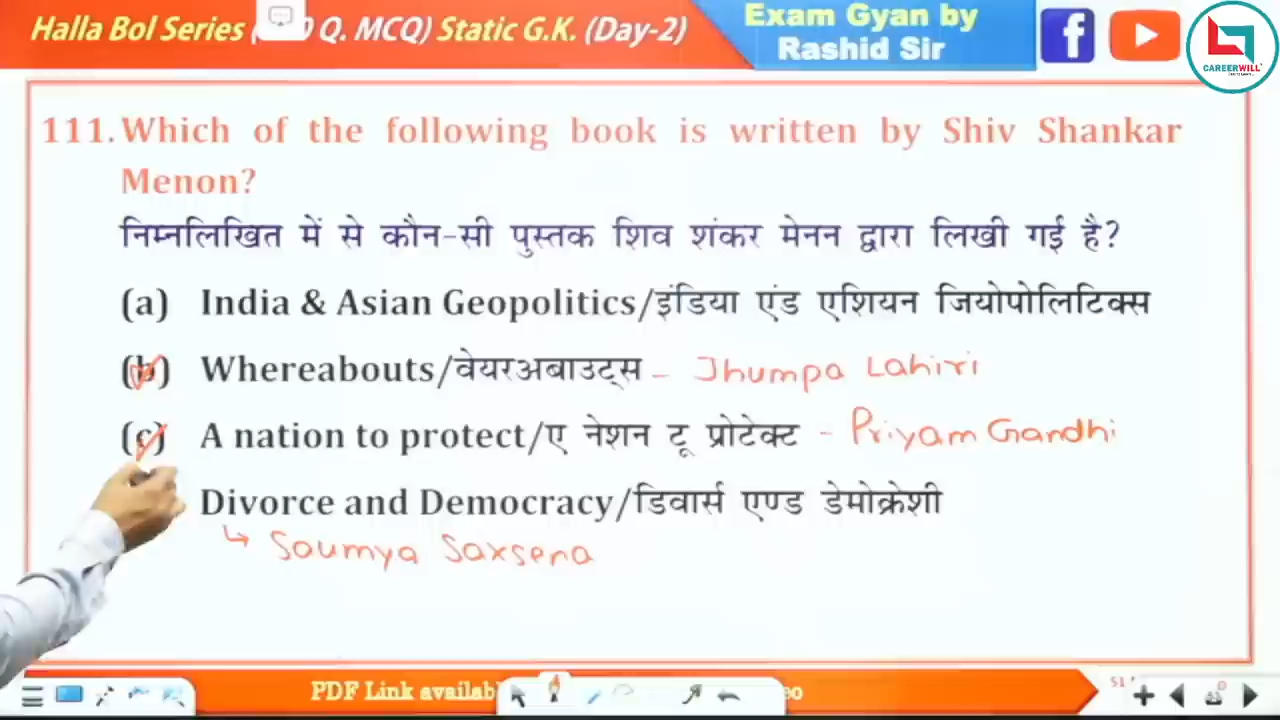 Halla Bol Series ( 0 Q. MCQ) Static G.K. (Day-2)
Exam Gyan by
Rashid Sir
CAREERWILL
111. Which of the following book is written by Shiv Shankar
Menon?
निम्नलिखित में से कौन-सी पुस्तक शिव शंकर मेनन द्वारा लिखी गई है?
(a) India & Asian Geopolitics/इंडिया एंड एशियन जियोपोलिटिक्स
(b) Whereabouts/वेयरअबाउट्स - Jhumpa Lahiri
(c) A nation to protect/ए नेशन टू प्रोटेक्ट - Priyam Gandhi
Divorce and Democracy/डिवार्स एण्ड डेमोक्रेशी
↳ Soumya Saxsena
PDF Link availab